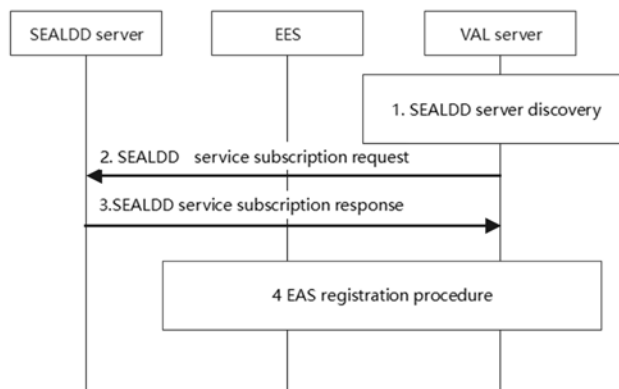 SEALDD server
EES
VAL server
1. SEALDD server discovery
2. SEALDD service subscription request
3.SEALDD service subscription response
4 EAS registration procedure